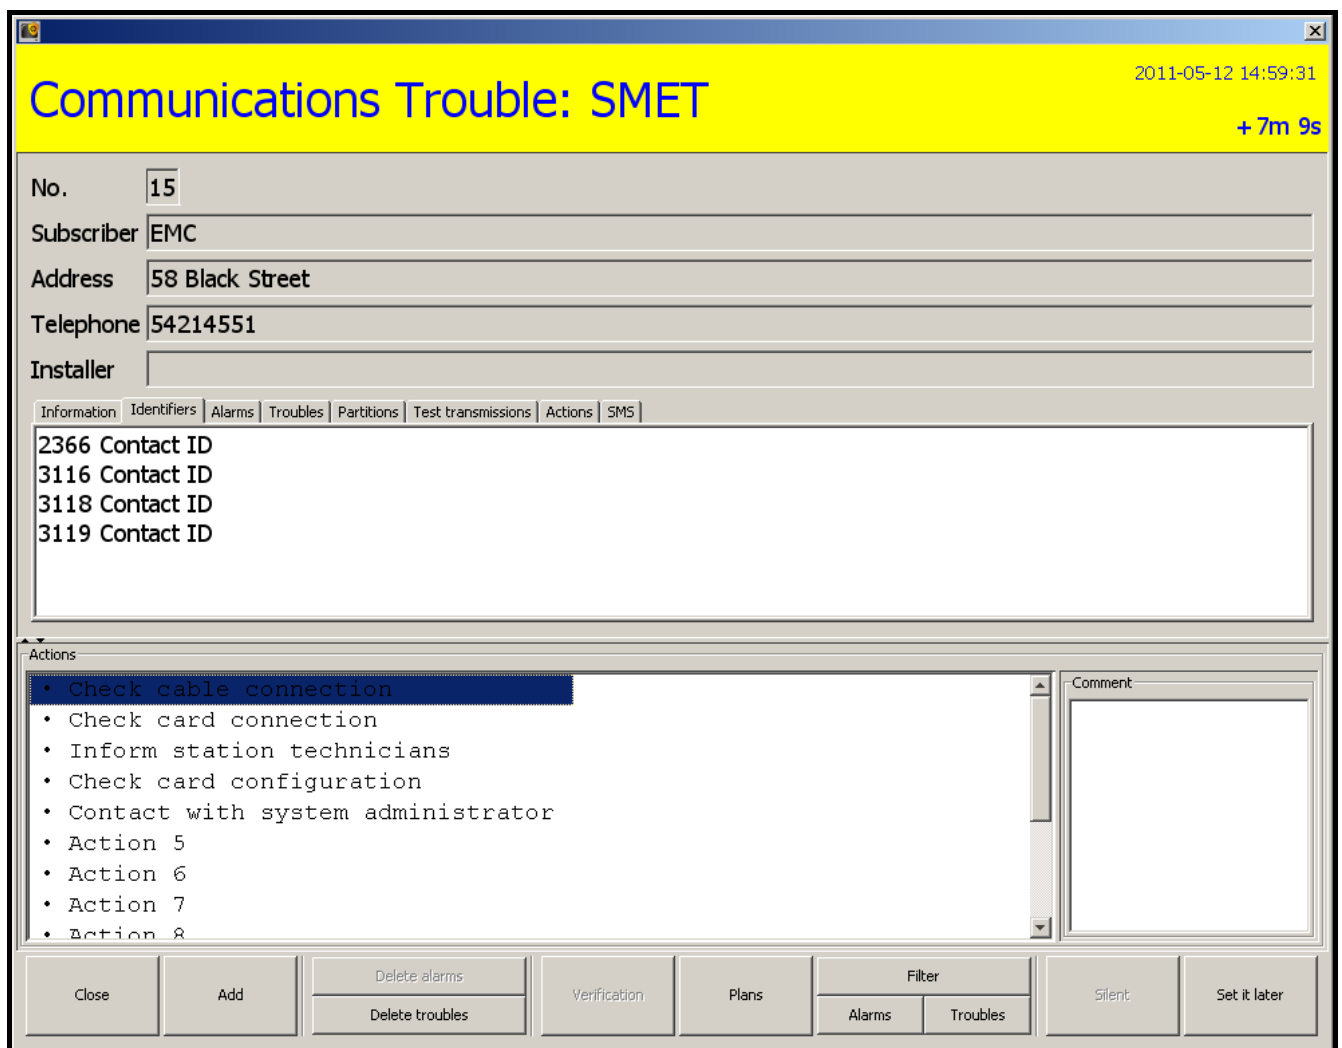 Communications Trouble: SMET
2011-05-12 14:59:31
+ 7m 9s
No. 15
Subscriber EMC
Address 58 Black Street
Telephone 54214551
Installer
Information Identifiers Alarms Troubles Partitions Test transmissions Actions SMS
2366 Contact ID
3116 Contact ID
3118 Contact ID
3119 Contact ID
Actions
• Check cable connection
• Check card connection
• Inform station technicians
• Check card configuration
• Contact with system administrator
• Action 5
• Action 6
• Action 7
• Action 8
Comment
Close
Add
Delete alarms
Delete troubles
Verification
Plans
Filter
Alarms
Troubles
Silent
Set it later